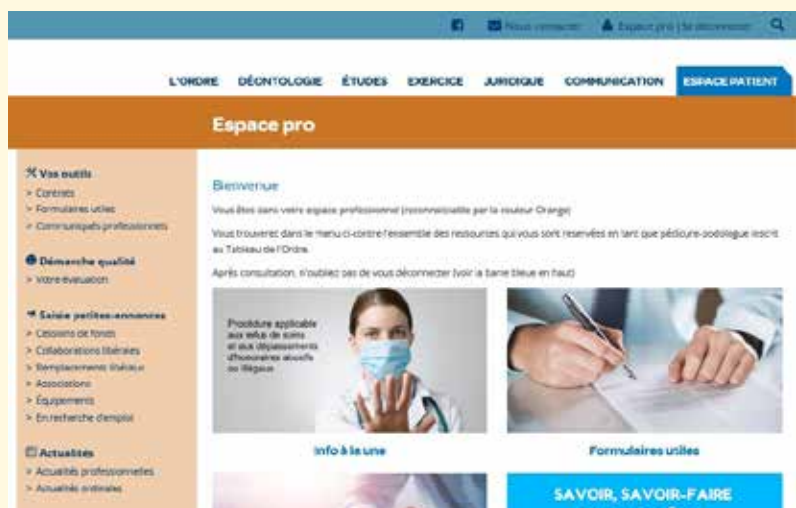 Nous contacter Espace pro | Se déconnecter
L'ORDRE DÉONTOLOGIE ÉTUDES EXERCICE JURIDIQUE COMMUNICATION ESPACE PATIENT
Espace pro
Vos outils
> Contrats
> Formulaires utiles
> Communiqués professionnels
Démarche qualité
> Votre évaluation
Saisie petites-annonces
> Cessions de fonds
> Collaborations libérales
> Remplacements libéraux
> Associations
> Équipements
> En recherche d'emploi
Actualités
> Actualités professionnelles
> Actualités ordinales
Bienvenue
Vous êtes dans votre espace professionnel (reconnaissable par la couleur Orange)
Vous trouverez dans le menu ci-contre l'ensemble des ressources qui vous sont réservées en tant que pédicure-podologue inscrit
au Tableau de l'Ordre.
Après consultation, n'oubliez pas de vous déconnecter (voir la barre bleue en haut)
Procédure applicable
aux refus de soins
et aux dépassements
d'honoraires abusifs
ou illégaux
Info à la une
Formulaires utiles
SAVOIR, SAVOIR-FAIRE